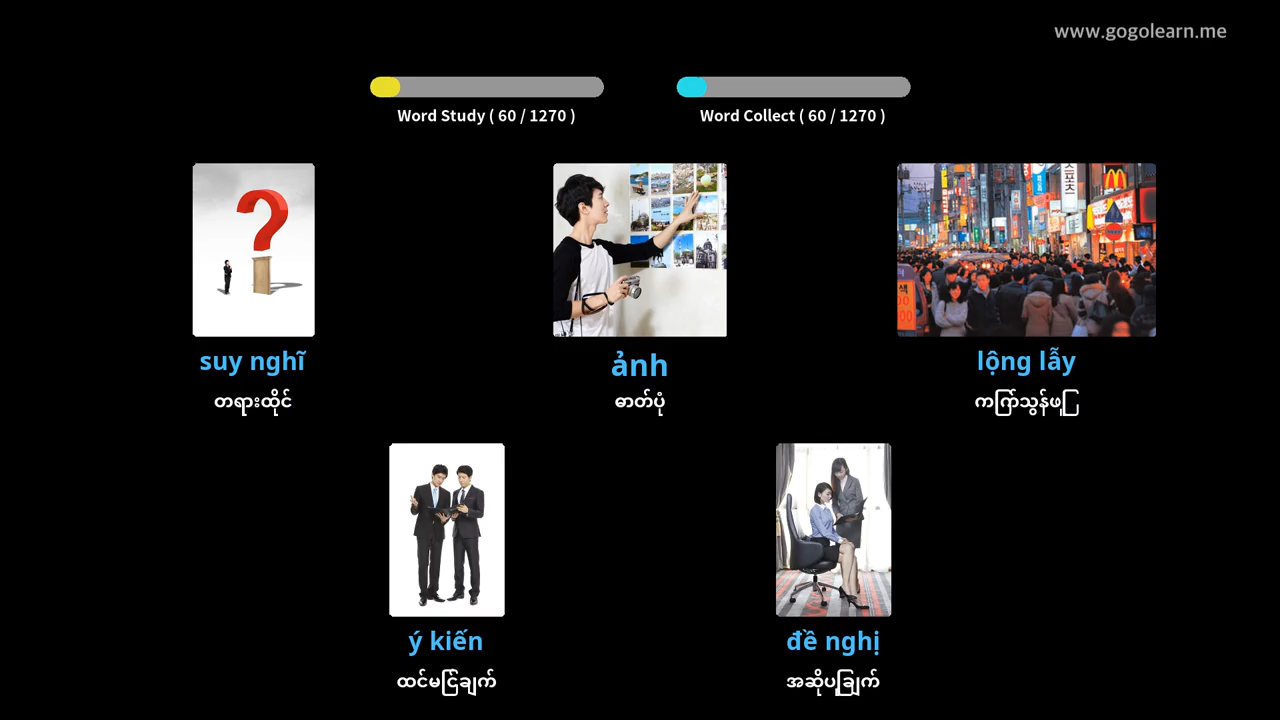 www.gogolearn.me
Word Study ( 60 / 1270 )
Word Collect ( 60 / 1270 )
suy nghĩ
တရားထိုင်
ảnh
ဓာတ်ပုံ
lộng lẫy
ကကြော်သွန်ဖြူ
ý kiến
ထင်မြင်ချက်
đề nghị
အဆိုပြုချက်